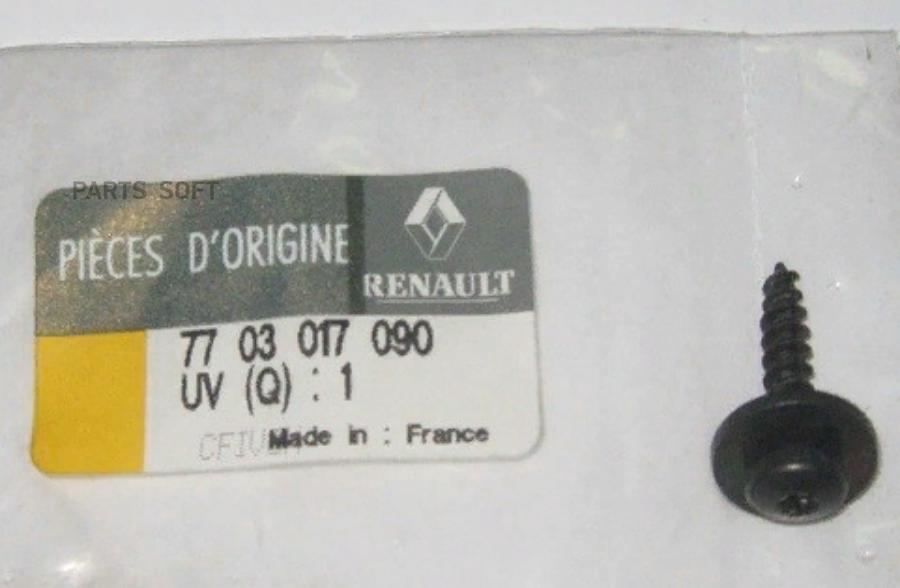 PARTS SOFT
PIÈCES D'ORIGINE
RENAULT
77 03 017 090
UV (Q) : 1
Made in : France